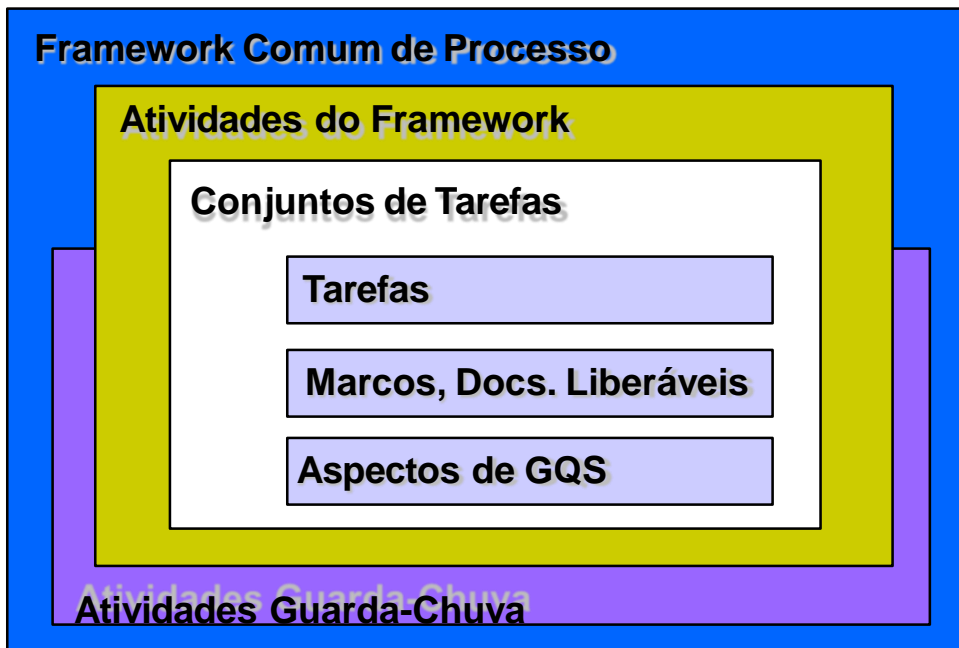 Framework Comum de Processo
Atividades do Framework
Conjuntos de Tarefas
Tarefas
Marcos, Docs. Liberáveis
Aspectos de GQS
Atividades Guarda-Chuva